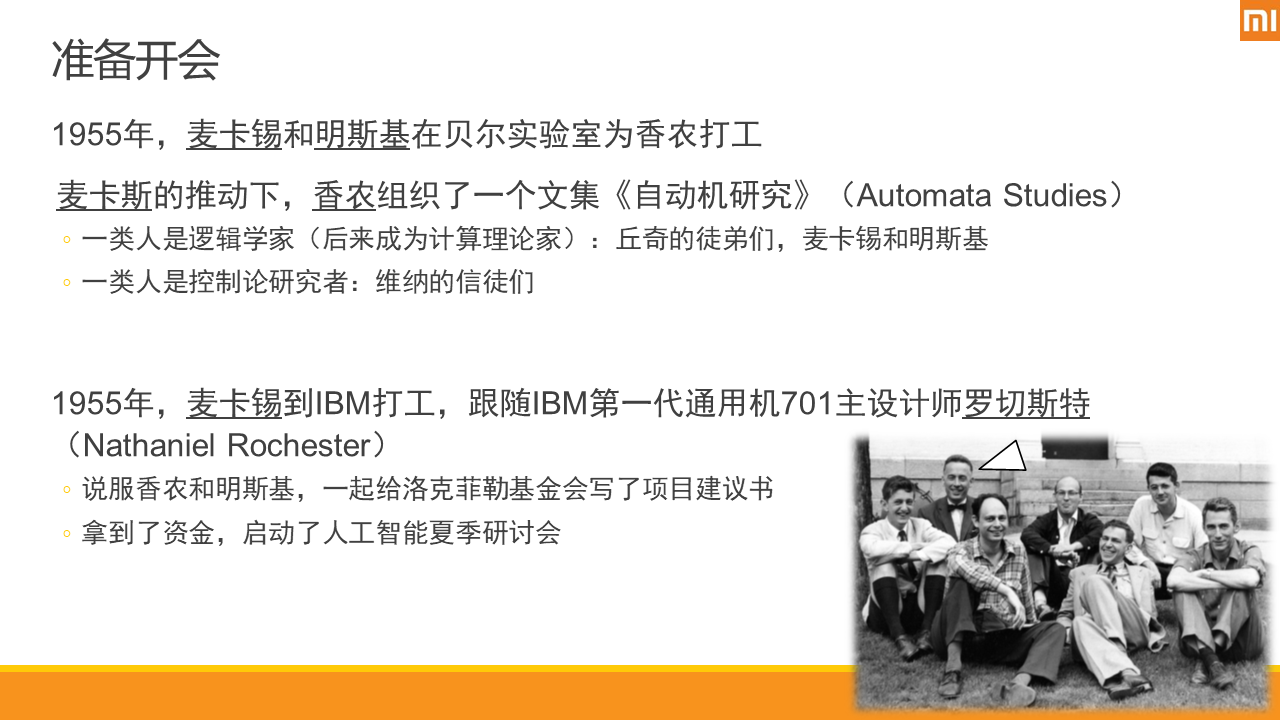 准备开会
1955年，麦卡锡和明斯基在贝尔实验室为香农打工
麦卡斯的推动下，香农组织了一个文集《自动机研究》（Automata Studies）
◦ 一类人是逻辑学家（后来成为计算理论家）：丘奇的徒弟们，麦卡锡和明斯基
◦ 一类人是控制论研究者：维纳的信徒们
1955年，麦卡锡到IBM打工，跟随IBM第一代通用机701主设计师罗切斯特
（Nathaniel Rochester）
◦ 说服香农和明斯基，一起给洛克菲勒基金会写了项目建议书
◦ 拿到了资金，启动了人工智能夏季研讨会
MI